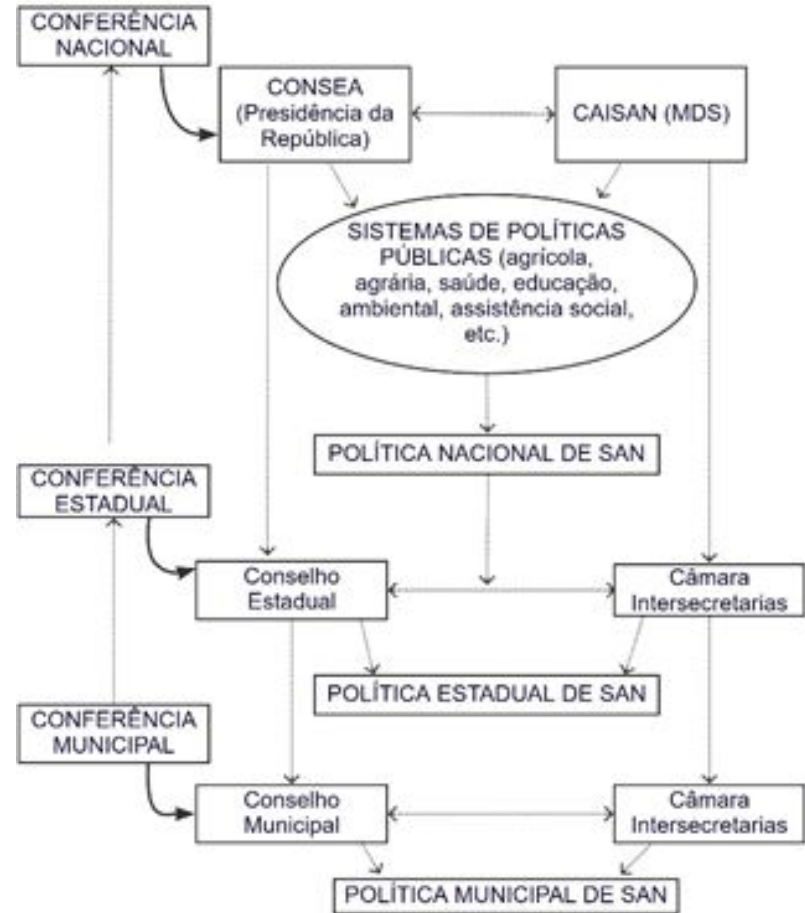 CONFERÊNCIA
NACIONAL
CONSEA
(Presidência da
República)
CAISAN (MDS)
SISTEMAS DE POLÍTICAS
PÚBLICAS (agrícola,
agrária, saúde, educação,
ambiental, assistência social,
etc.)
POLÍTICA NACIONAL DE SAN
CONFERÊNCIA
ESTADUAL
Conselho
Estadual
Câmara
Intersecretarias
POLÍTICA ESTADUAL DE SAN
CONFERÊNCIA
MUNICIPAL
Conselho
Municipal
Câmara
Intersecretarias
POLÍTICA MUNICIPAL DE SAN